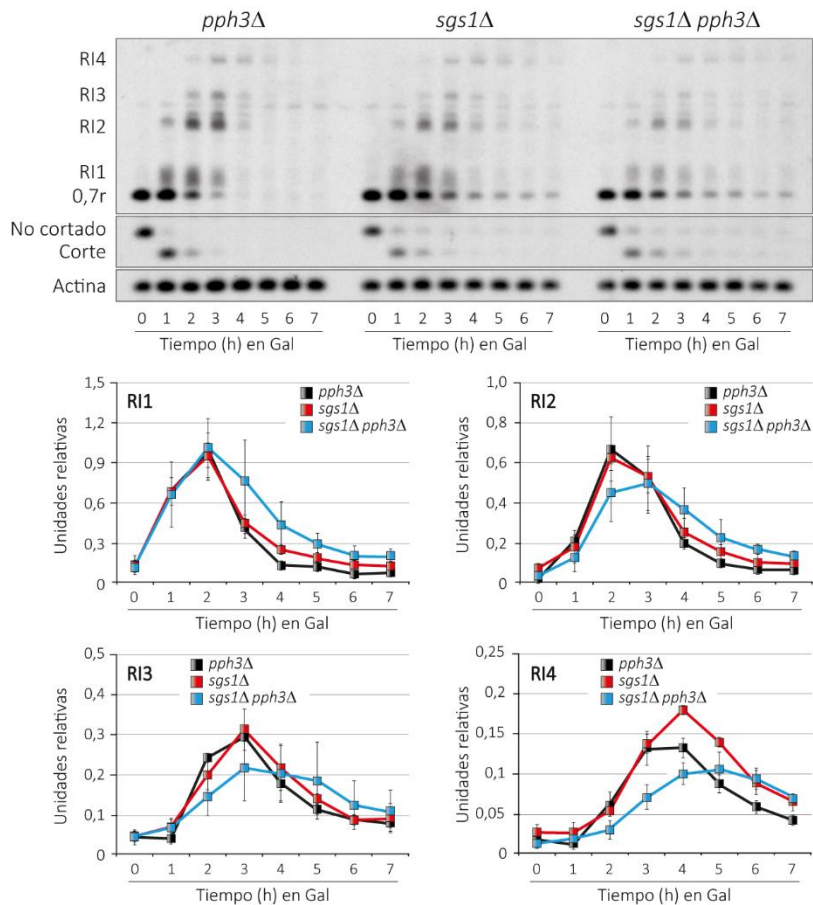 pph3Δ sgs1Δ sgs1Δ pph3Δ
RI4
RI3
RI2
RI1
0,7r
No cortado
Corte
Actina
0 1 2 3 4 5 6 7 0 1 2 3 4 5 6 7 0 1 2 3 4 5 6 7
Tiempo (h) en Gal Tiempo (h) en Gal Tiempo (h) en Gal
RI1
pph3Δ
sgs1Δ
sgs1Δ pph3Δ
Unidades relativas
1,5
1,2
0,9
0,6
0,3
0
0 1 2 3 4 5 6 7
Tiempo (h) en Gal
RI2
pph3Δ
sgs1Δ
sgs1Δ pph3Δ
Unidades relativas
1,0
0,8
0,6
0,4
0,2
0
0 1 2 3 4 5 6 7
Tiempo (h) en Gal
RI3
pph3Δ
sgs1Δ
sgs1Δ pph3Δ
Unidades relativas
0,5
0,4
0,3
0,2
0,1
0
0 1 2 3 4 5 6 7
Tiempo (h) en Gal
RI4
pph3Δ
sgs1Δ
sgs1Δ pph3Δ
Unidades relativas
0,25
0,2
0,15
0,1
0,05
0
0 1 2 3 4 5 6 7
Tiempo (h) en Gal